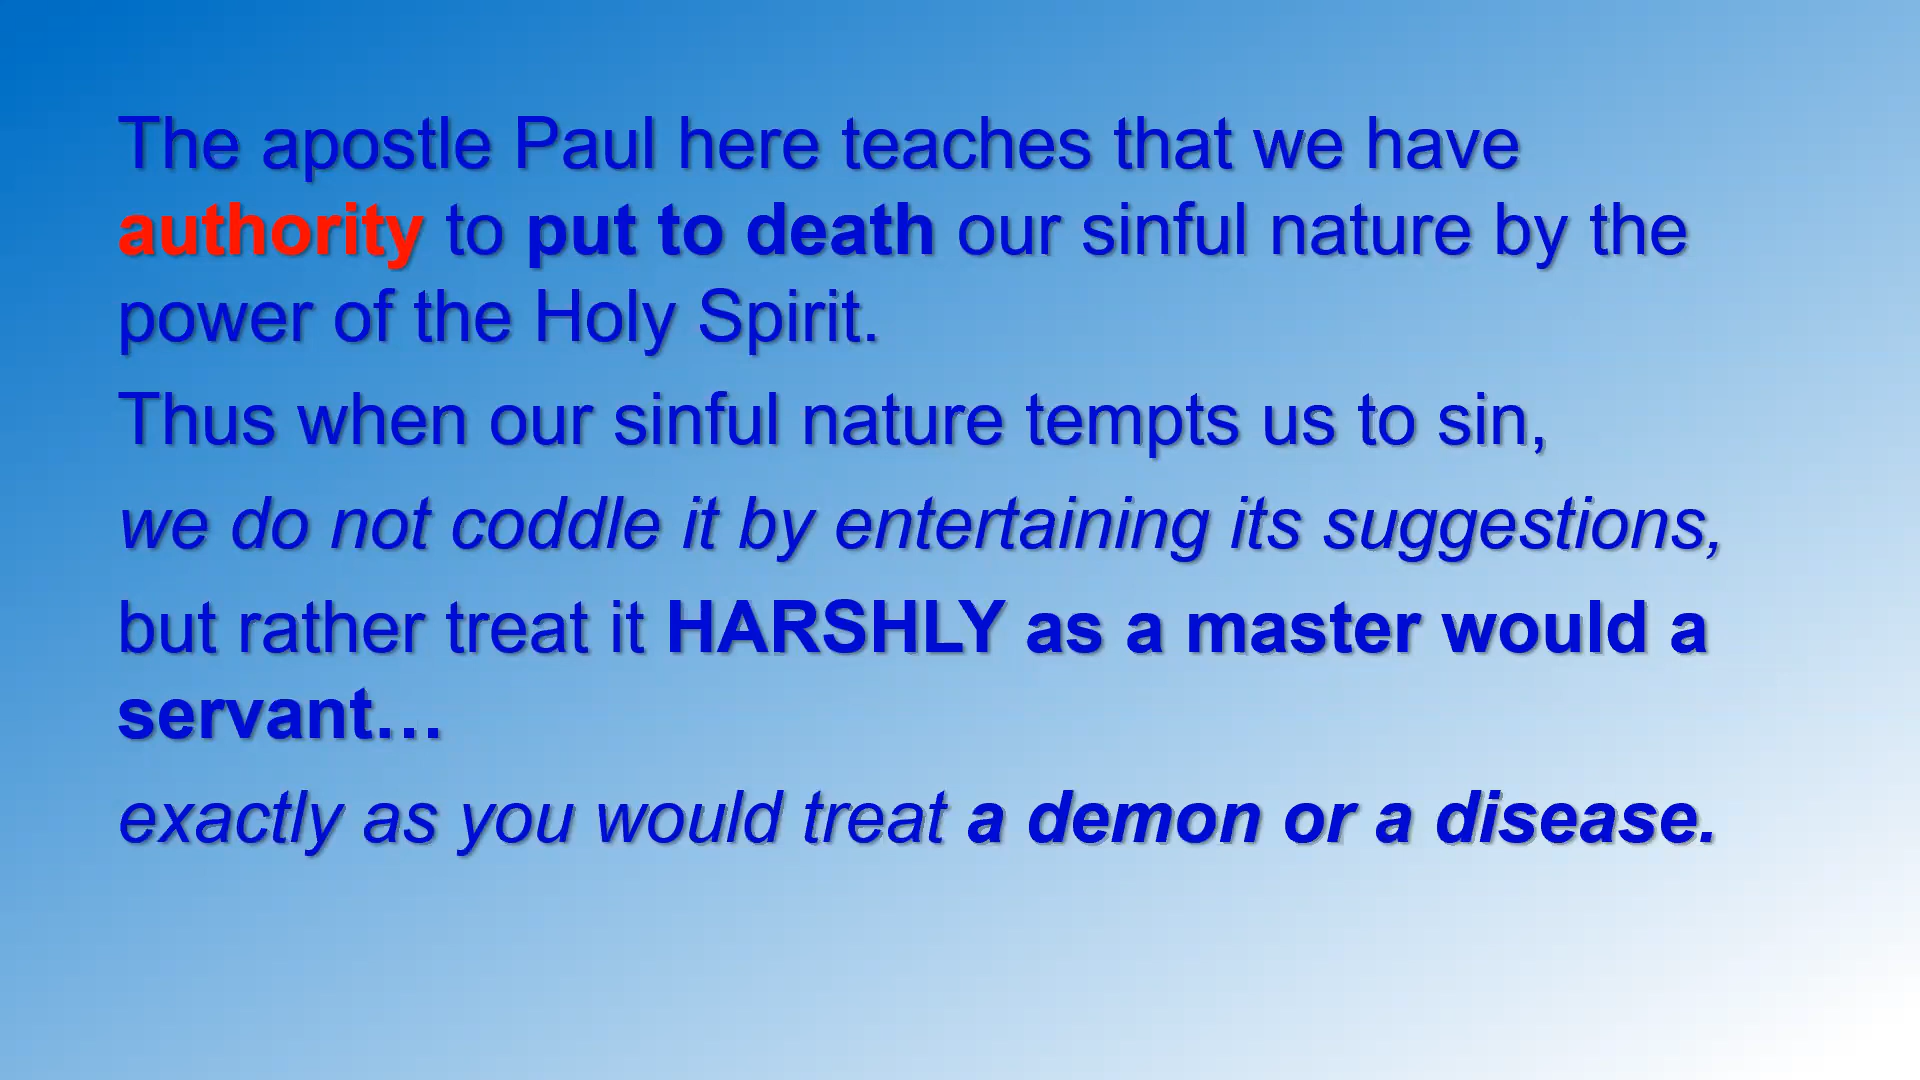 The apostle Paul here teaches that we have
authority to put to death our sinful nature by the
power of the Holy Spirit.
Thus when our sinful nature tempts us to sin,
we do not coddle it by entertaining its suggestions,
but rather treat it HARSHLY as a master would a
servant…
exactly as you would treat a demon or a disease.